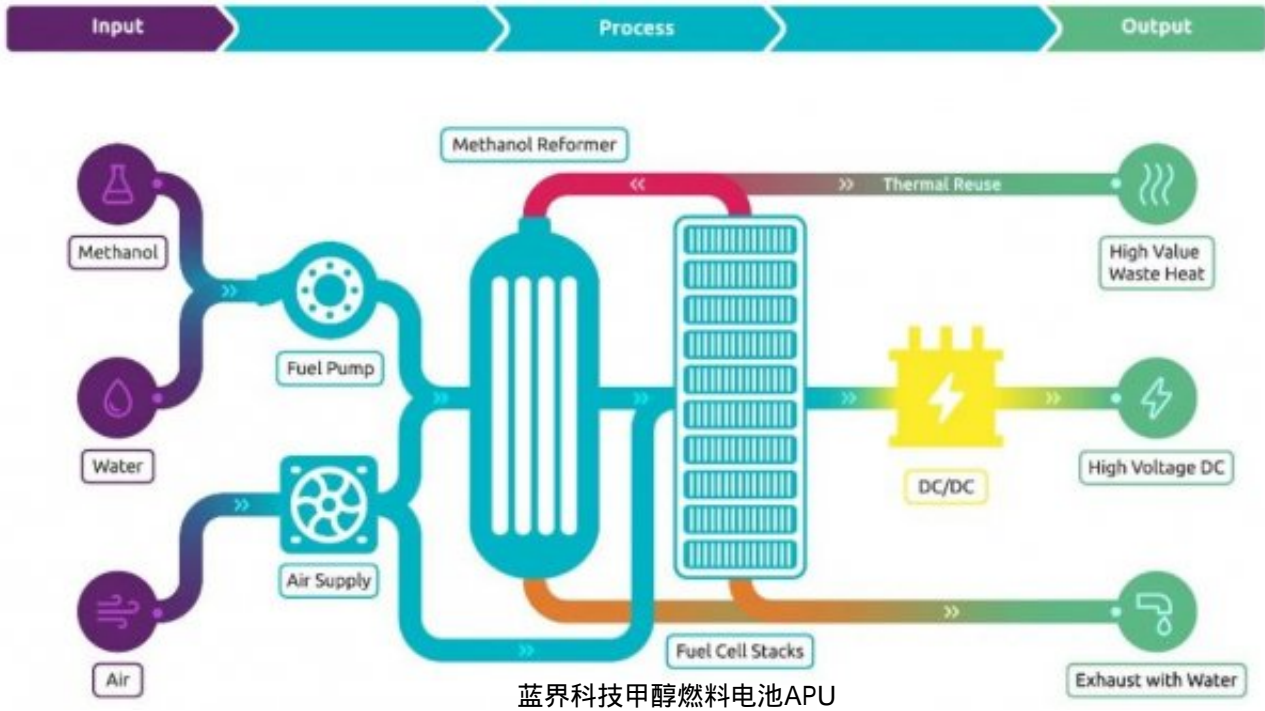 Input
Process
Output
Methanol Reformer
Thermal Reuse
Methanol
High Value
Waste Heat
Fuel Pump
Water
High Voltage DC
DC/DC
Air Supply
Fuel Cell Stacks
Air
Exhaust with Water
蓝界科技甲醇燃料电池APU